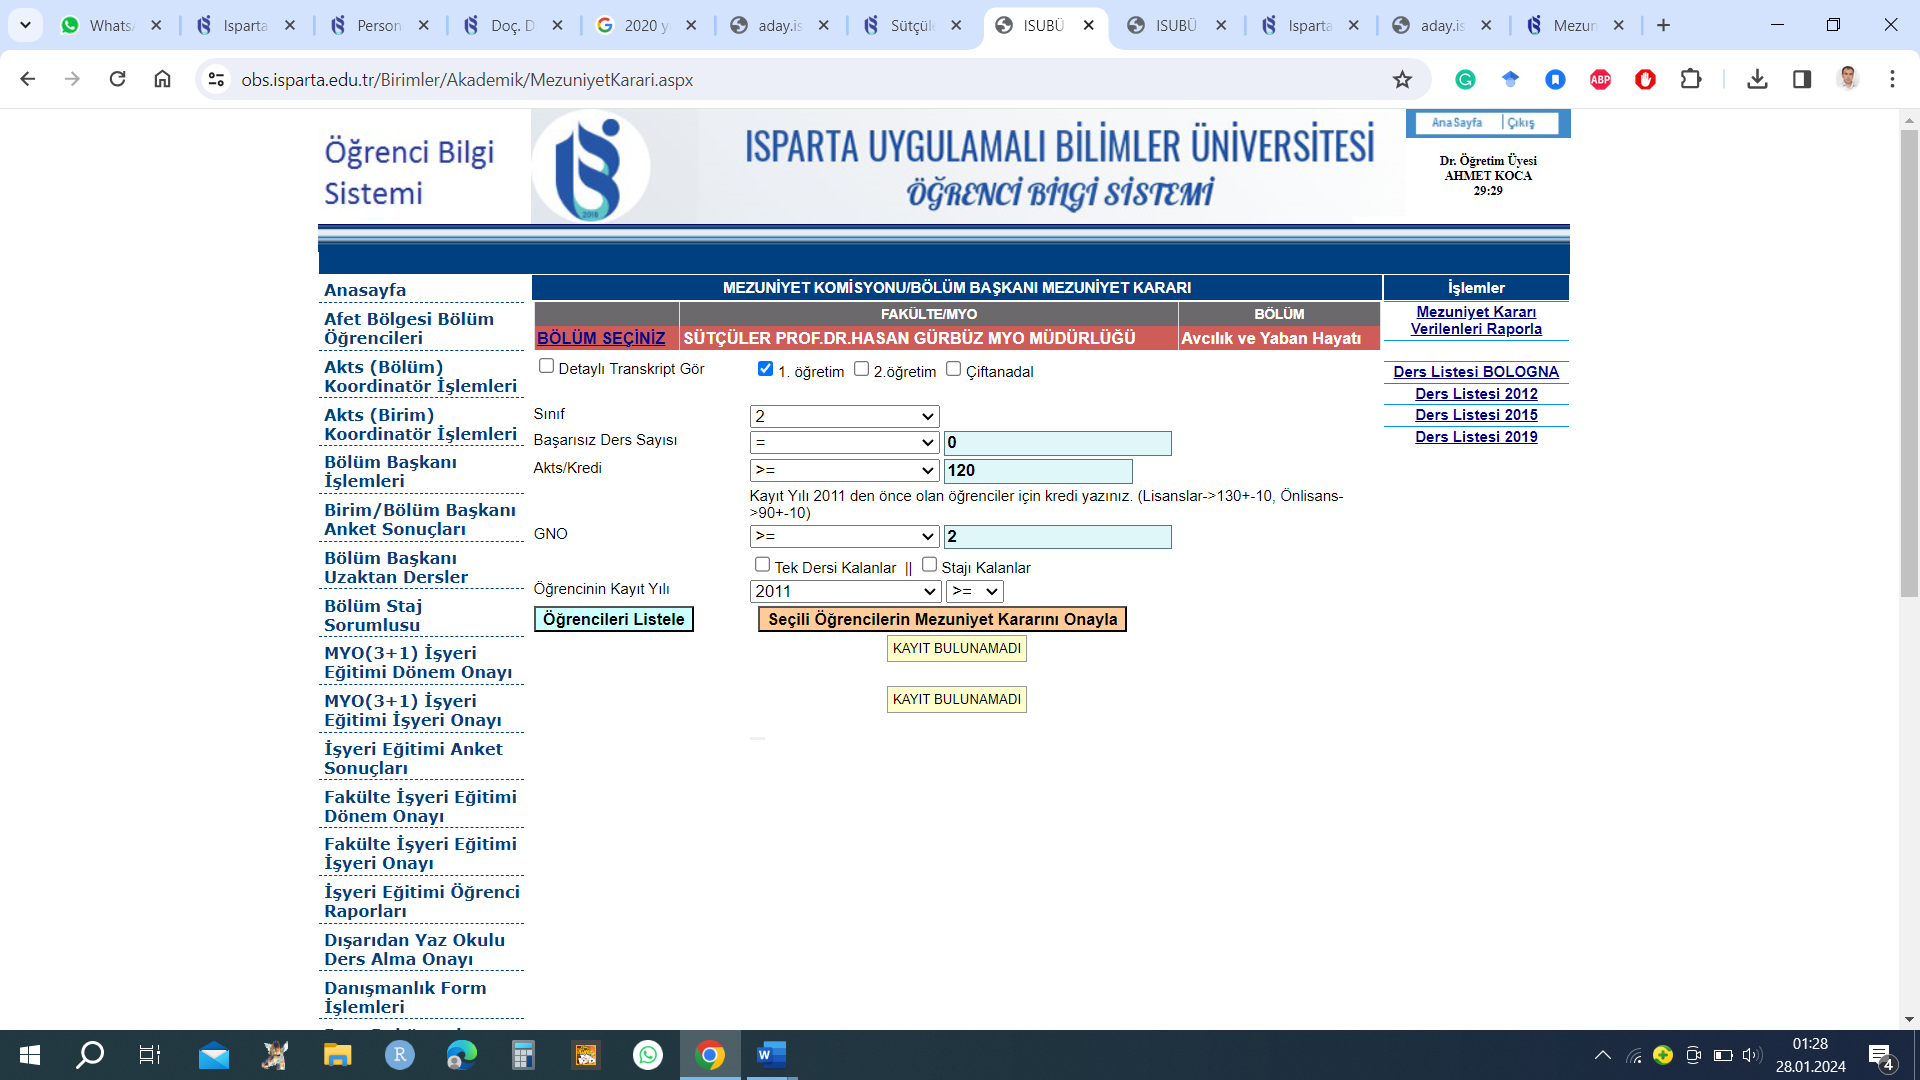 Whats
Isparta
Person
Doç. D
2020 y
aday.is
Sütçül
ISUBÜ
ISUBÜ
Isparta
aday.is
Mezun
obs.isparta.edu.tr/Birimler/Akademik/MezuniyetKarari.aspx
ABP
Öğrenci Bilgi
Sistemi
2018
ISPARTA UYGULAMALI BİLİMLER ÜNİVERSİTESİ
ÖĞRENCİ BİLGİ SİSTEMİ
AnaSayfa | Çıkış
Dr. Öğretim Üyesi
AHMET KOCA
29:29
Anasayfa
Afet Bölgesi Bölüm
Öğrencileri
Akts (Bölüm)
Koordinatör İşlemleri
Akts (Birim)
Koordinatör İşlemleri
Bölüm Başkanı
İşlemleri
Birim/Bölüm Başkanı
Anket Sonuçları
Bölüm Başkanı
Uzaktan Dersler
Bölüm Staj
Sorumlusu
MYO(3+1) İşyeri
Eğitimi Dönem Onayı
MYO(3+1) İşyeri
Eğitimi İşyeri Onayı
İşyeri Eğitimi Anket
Sonuçları
Fakülte İşyeri Eğitimi
Dönem Onayı
Fakülte İşyeri Eğitimi
İşyeri Onayı
İşyeri Eğitimi Öğrenci
Raporları
Dışarıdan Yaz Okulu
Ders Alma Onayı
Danışmanlık Form
İşlemleri
MEZUNİYET KOMİSYONU/BÖLÜM BAŞKANI MEZUNİYET KARARI
FAKÜLTE/MYO BÖLÜM
BÖLÜM SEÇİNİZ SÜTÇÜLER PROF.DR.HASAN GÜRBÜZ MYO MÜDÜRLÜĞÜ Avcılık ve Yaban Hayatı
Detaylı Transkript Gör 1. öğretim 2.öğretim Çiftanadal
Sınıf 2
Başarısız Ders Sayısı = 0
Akts/Kredi >= 120
Kayıt Yılı 2011 den önce olan öğrenciler için kredi yazınız. (Lisanslar->130+-10, Önlisans-
>90+-10)
GNO >= 2
Tek Dersi Kalanlar || Stajı Kalanlar
Öğrencinin Kayıt Yılı 2011 >=
Öğrencileri Listele Seçili Öğrencilerin Mezuniyet Kararını Onayla
KAYIT BULUNAMADI
KAYIT BULUNAMADI
İşlemler
Mezuniyet Kararı
Verilenleri Raporla
Ders Listesi BOLOGNA
Ders Listesi 2012
Ders Listesi 2015
Ders Listesi 2019
01:28
28.01.2024
4